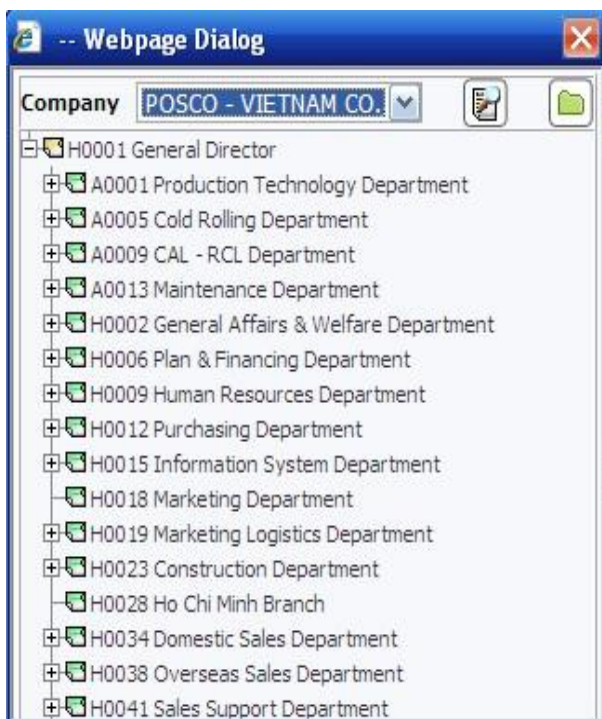 -- Webpage Dialog
Company POSCO - VIETNAM CO.
H0001 General Director
A0001 Production Technology Department
A0005 Cold Rolling Department
A0009 CAL - RCL Department
A0013 Maintenance Department
H0002 General Affairs & Welfare Department
H0006 Plan & Financing Department
H0009 Human Resources Department
H0012 Purchasing Department
H0015 Information System Department
H0018 Marketing Department
H0019 Marketing Logistics Department
H0023 Construction Department
H0028 Ho Chi Minh Branch
H0034 Domestic Sales Department
H0038 Overseas Sales Department
H0041 Sales Support Department